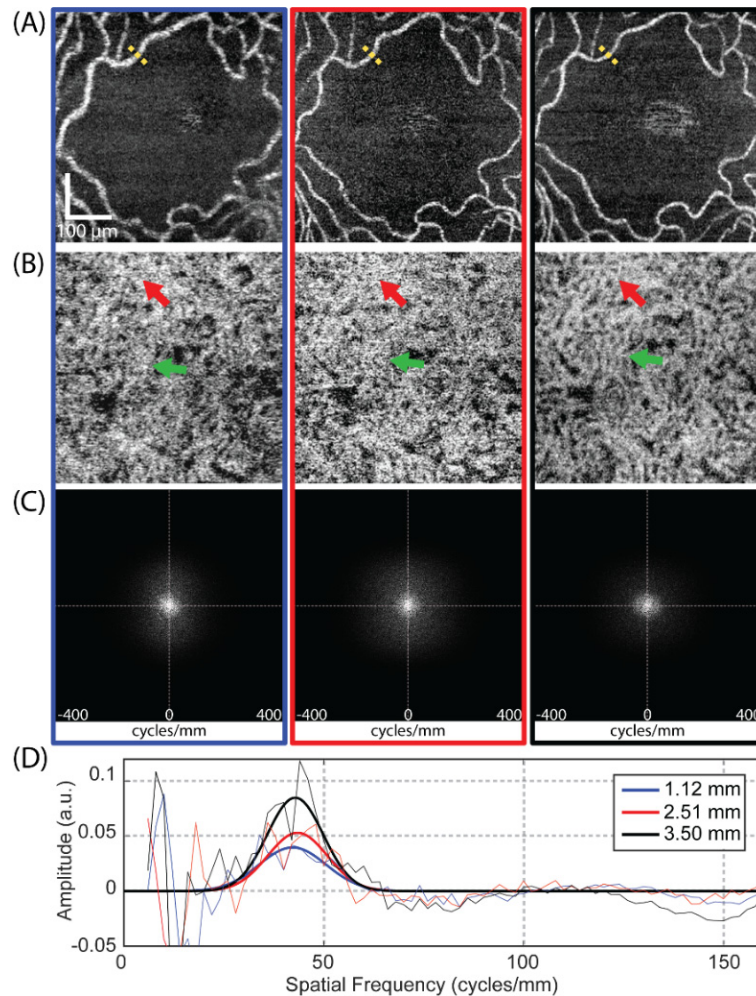 (A)
100 µm
(B)
(C)
-400 0 400 -400 0 400 -400 0 400
cycles/mm cycles/mm cycles/mm
(D)
0.1
0.05
0
-0.05
Amplitude (a.u.)
1.12 mm
2.51 mm
3.50 mm
0 50 100 150
Spatial Frequency (cycles/mm)